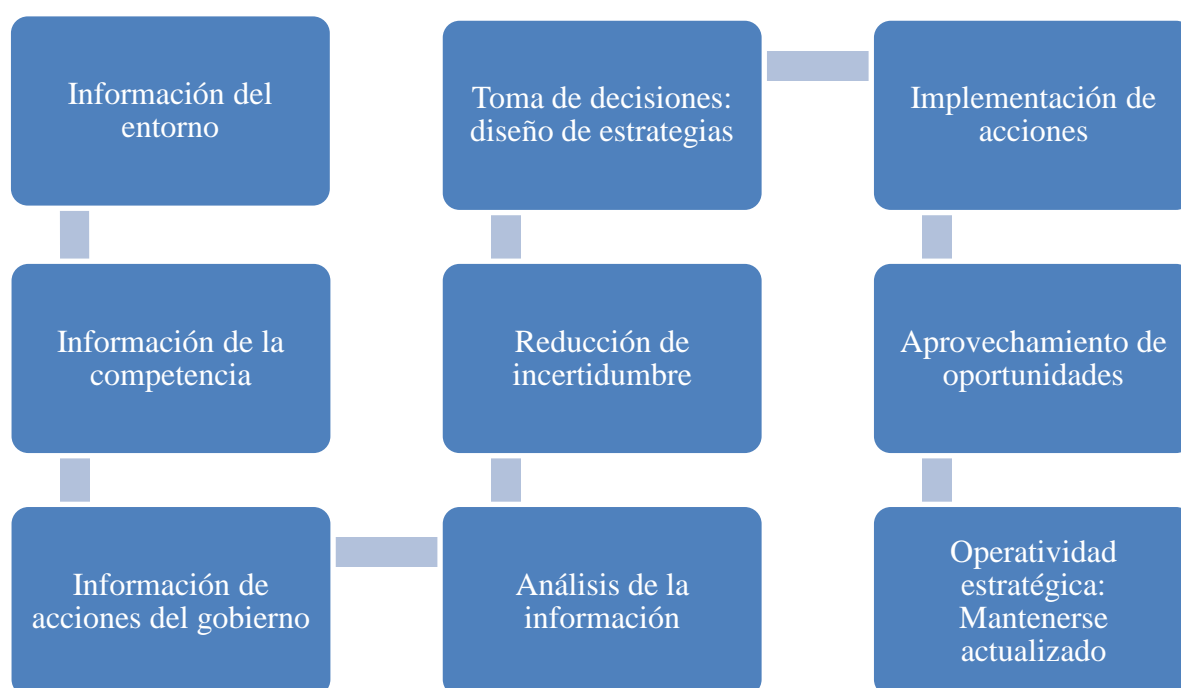 Información del
entorno
Información de la
competencia
Información de
acciones del gobierno
Análisis de la
información
Reducción de
incertidumbre
Toma de decisiones:
diseño de estrategias
Implementación de
acciones
Aprovechamiento de
oportunidades
Operatividad
estratégica:
Mantenerse
actualizado